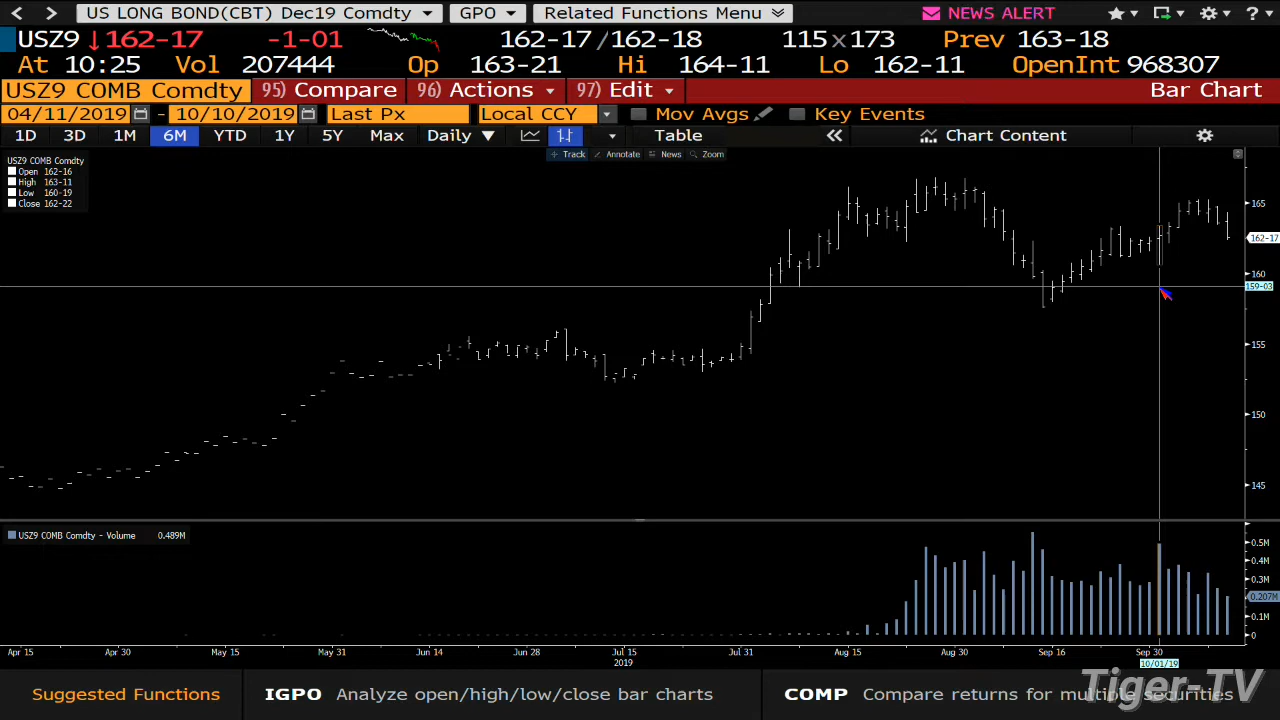 US LONG BOND(CBT) Dec19 Comdty GPO Related Functions Menu NEWS ALERT ?
USZ9 ↓162-17 -1-01 162-17/162-18 115x173 Prev 163-18
At 10:25 Vol 207444 Op 163-21 Hi 164-11 Lo 162-11 OpenInt 968307
USZ9 COMB Comdty 95) Compare 96) Actions 97) Edit Bar Chart
04/11/2019 - 10/10/2019 Last Px Local CCY Mov Avgs Key Events
1D 3D 1M 6M YTD 1Y 5Y Max Daily ▼ Table « Chart Content
Track Annotate News Zoom
USZ9 COMB Comdty
Open 162-16
High 163-11
Low 160-19
Close 162-22
165
162-17
160
159-03
155
150
145
USZ9 COMB Comdty - Volume 0.489M
0.5M
0.4M
0.3M
0.207M
0.1M
0
Apr 15 Apr 30 May 15 May 31 Jun 14 Jun 28 Jul 15 Jul 31 Aug 15 Aug 30 Sep 16 Sep 30
2019 10/01/19
Suggested Functions IGPO Analyze open/high/low/close bar charts COMP Compare returns for multiple securities
Tiger-TV